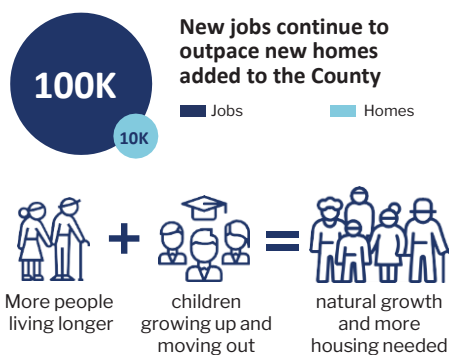 New jobs continue to
outpace new homes
added to the County
100K
10K
Jobs
Homes
More people
living longer
+
children
growing up and
moving out
=
natural growth
and more
housing needed